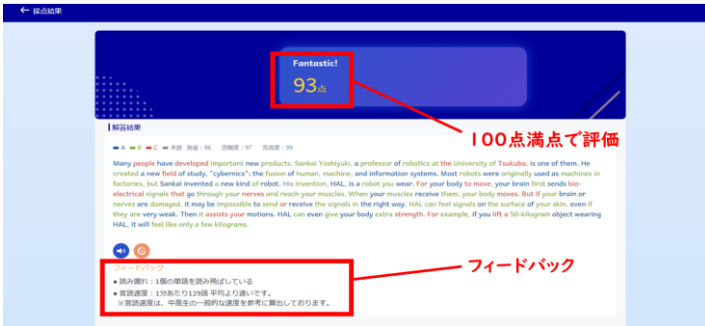 ← 採点結果
Fantastic!
93点
100点満点で評価
解答結果
A B C 未読 発音:86 流暢度:97 完成度:99
Many people have developed important new products. Sankai Yoshiyuki, a professor of robotics at the University of Tsukuba, is one of them. He
created a new field of study, "cybernics": the fusion of human, machine, and information systems. Most robots were originally used as machines in
factories, but Sankai invented a new kind of robot. His invention, HAL, is a robot you wear. For your body to move, your brain first sends bio-
electrical signals that go through your nerves and reach your muscles. When your muscles receive them, your body moves. But if your brain or
nerves are damaged, it may be impossible to send or receive the signals in the right way. HAL can feel signals on the surface of your skin, even if
they are very weak. Then it assists your motions. HAL can even give your body extra strength. For example, if you lift a 50-kilogram object wearing
HAL, it will feel like only a few kilograms.
フィードバック
フィードバック
● 読み漏れ:1個の単語を読み飛ばしている
● 音読速度:1分あたり129語 平均より速いです。
※音読速度は、中高生の一般的な速度を参考に算出しております。